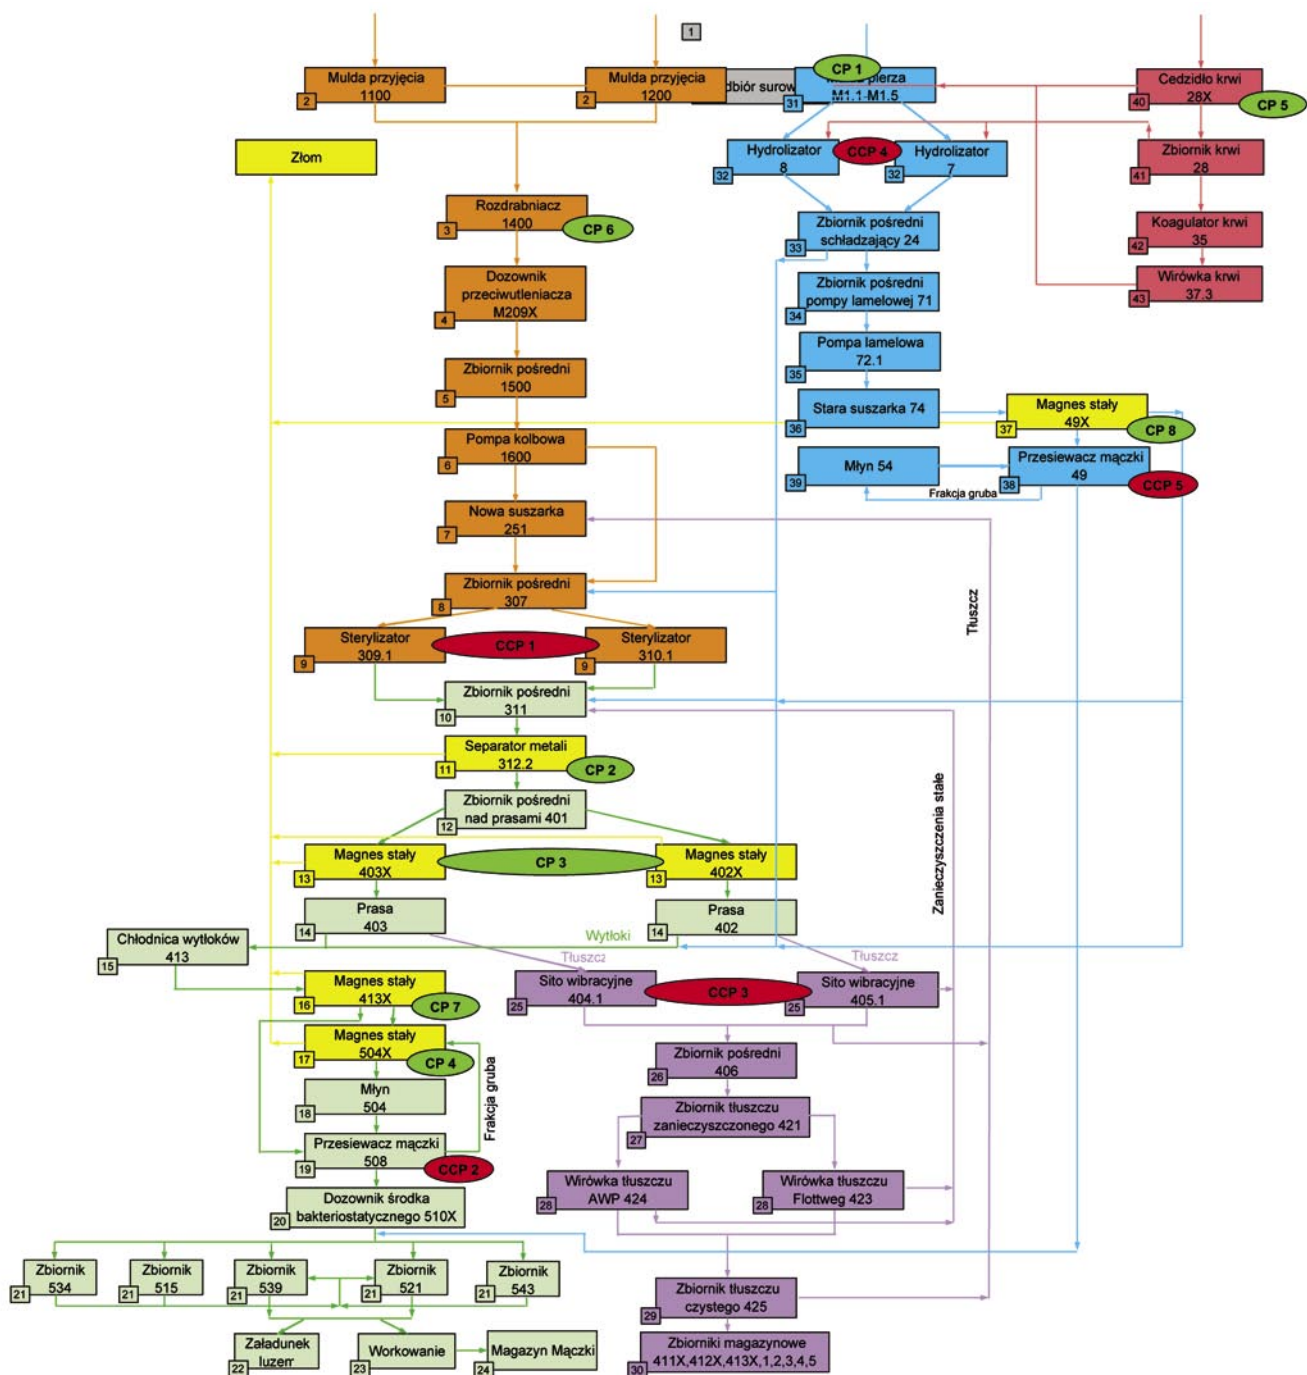 1
Mulda przyjęcia
1100
2
Mulda przyjęcia
1200
2
dbiór surow
CP 1
pierza
M1.1-M1.5
31
Cedzidło krwi
28X
40
CP 5
Złom
Hydrolizator
8
32
CCP 4
Hydrolizator
7
32
Zbiornik krwi
28
41
Rozdrabniacz
1400
3
CP 6
Zbiornik pośredni
schładzający 24
33
Koagulator krwi
35
42
Dozownik
przeciwutleniacza
M209X
4
Zbiornik pośredni
pompy lamelowej 71
34
Wirówka krwi
37.3
43
Pompa lamelowa
72.1
35
Zbiornik pośredni
1500
5
Stara suszarka 74
36
Magnes stały
49X
37
CP 8
Pompa kolbowa
1600
6
Młyn 54
39
Frakcja gruba
Przesiewacz mączki
49
38
CCP 5
Nowa suszarka
251
7
Zbiornik pośredni
307
8
Tłuszcz
Sterylizator
309.1
9
CCP 1
Sterylizator
310.1
9
Zbiornik pośredni
311
10
Separator metali
312.2
11
CP 2
Zbiornik pośredni
nad prasami 401
12
Zanieczyszczenia stałe
Magnes stały
403X
13
CP 3
Magnes stały
402X
13
Prasa
403
14
Prasa
402
14
Chłodnica wytłoków
413
15
Wytłoki
Tłuszcz
Tłuszcz
Magnes stały
413X
16
CP 7
Sito wibracyjne
404.1
25
CCP 3
Sito wibracyjne
405.1
25
Magnes stały
504X
17
CP 4
Zbiornik pośredni
406
26
Młyn
504
18
Frakcja gruba
Zbiornik tłuszczu
zanieczyszczonego 421
27
Przesiewacz mączki
508
19
CCP 2
Wirówka tłuszczu
AWP 424
28
Wirówka tłuszczu
Flottweg 423
28
Dozownik środka
bakteriostatycznego 510X
20
Zbiornik
534
21
Zbiornik
515
21
Zbiornik
539
21
Zbiornik
521
21
Zbiornik
543
21
Zbiornik tłuszczu
czystego 425
29
Załadunek
luzem
22
Workowanie
23
Magazyn Mączki
24
Zbiorniki magazynowe
411X,412X,413X,1,2,3,4,5
30